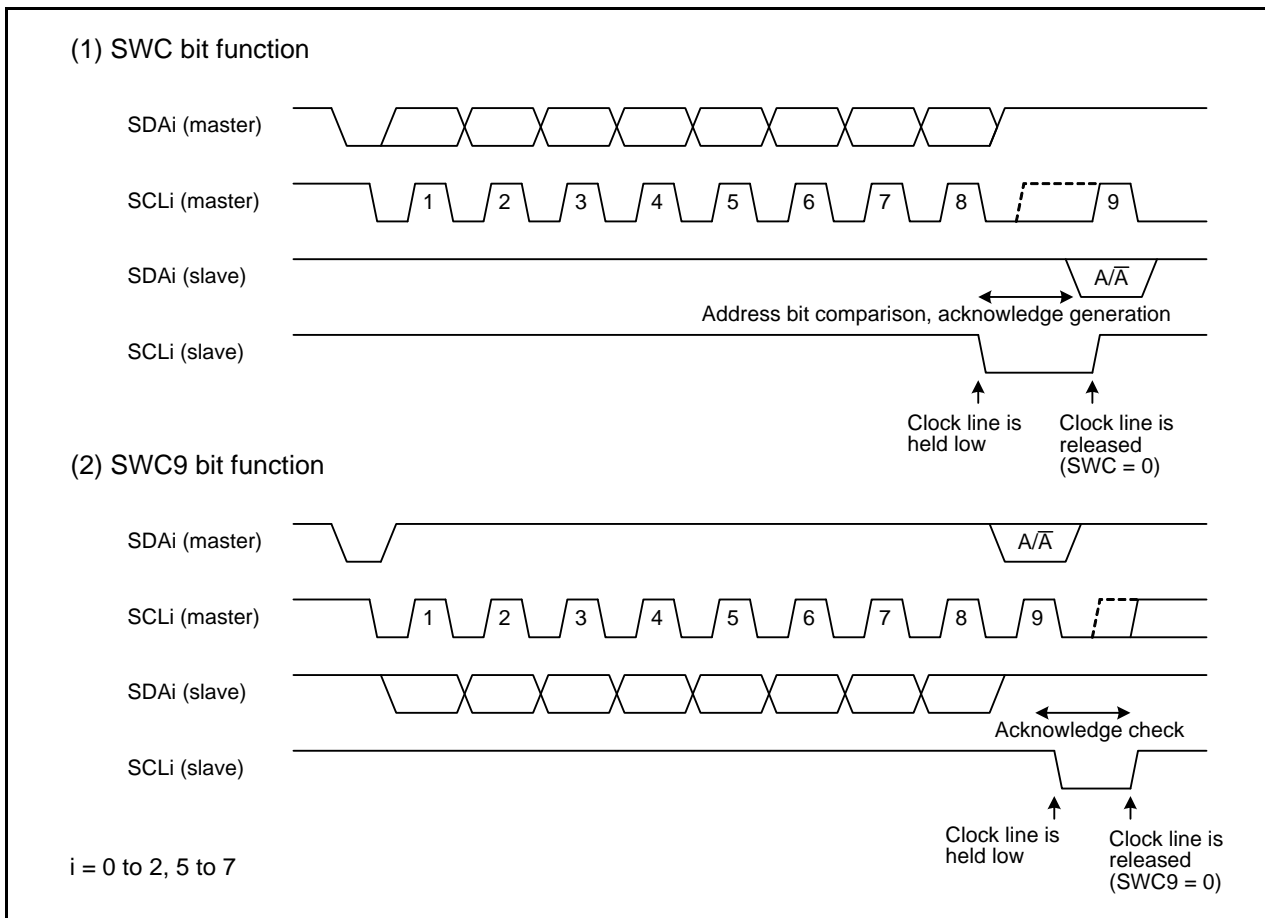 (1) SWC bit function
SDAi (master)
SCLi (master)
1 2 3 4 5 6 7 8 9
SDAi (slave)
A/A̅
Address bit comparison, acknowledge generation
SCLi (slave)
Clock line is
held low
Clock line is
released
(SWC = 0)
(2) SWC9 bit function
SDAi (master)
A/A̅
SCLi (master)
1 2 3 4 5 6 7 8 9
SDAi (slave)
Acknowledge check
SCLi (slave)
Clock line is
held low
Clock line is
released
(SWC9 = 0)
i = 0 to 2, 5 to 7